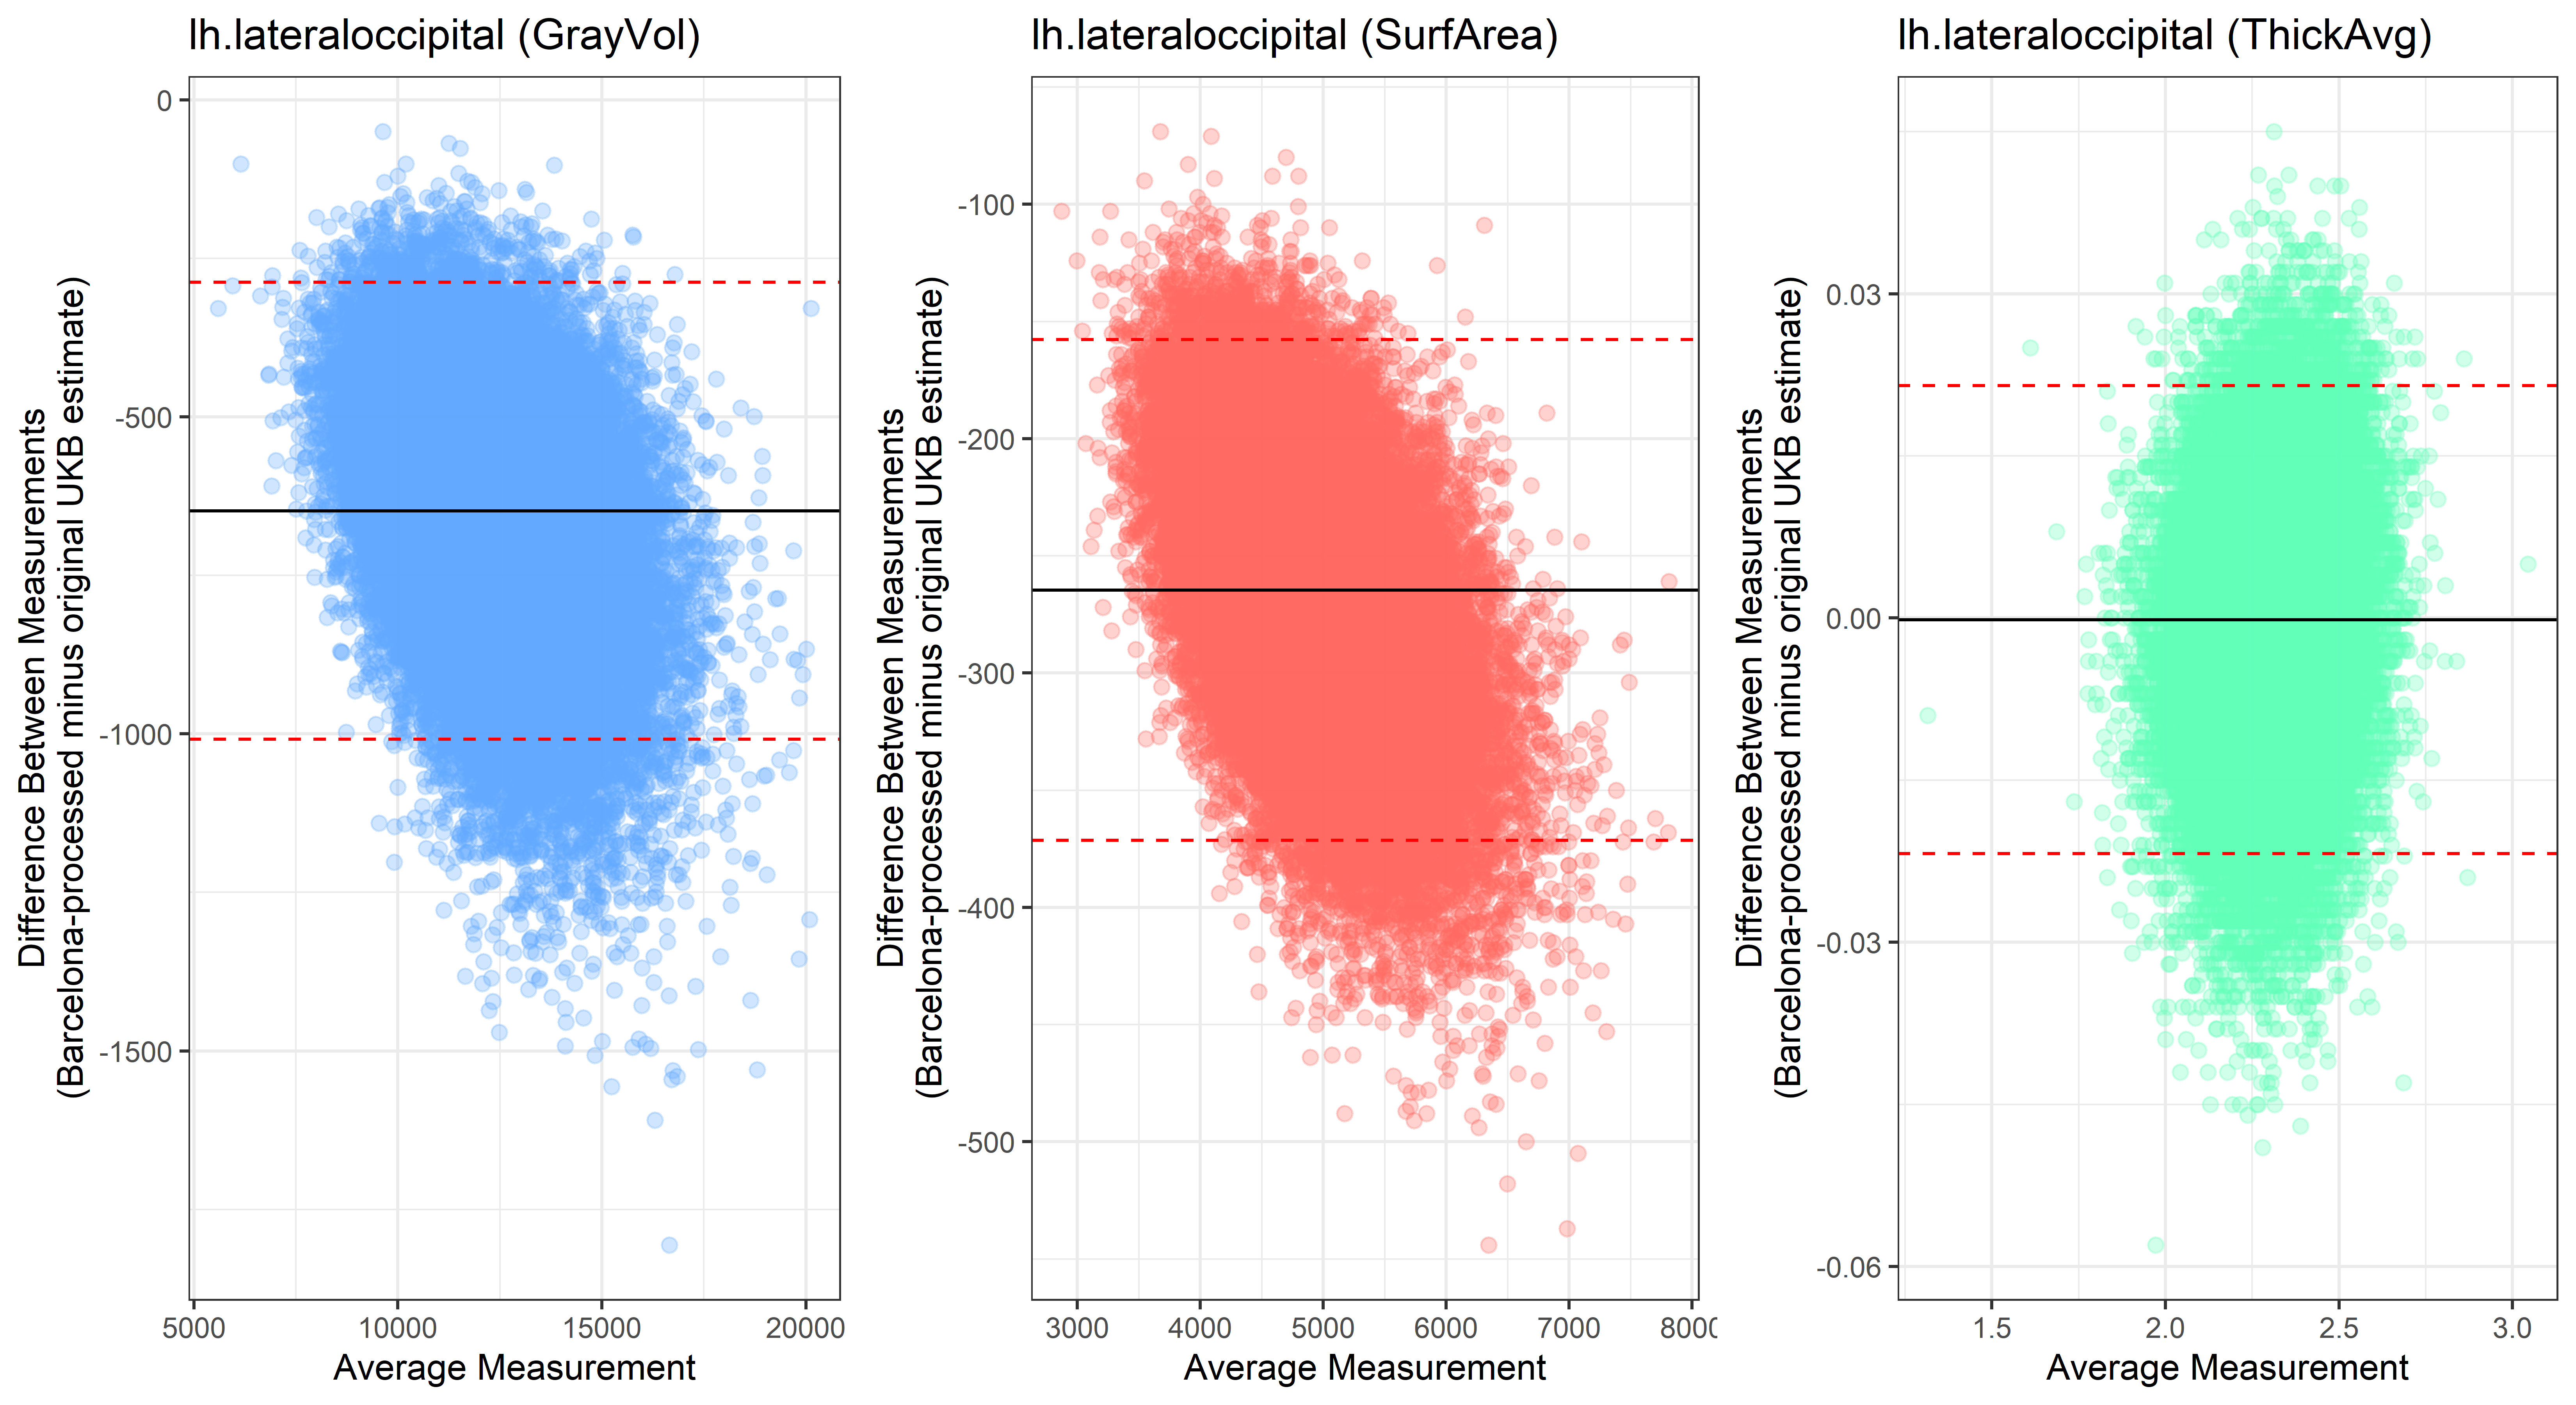 lh.lateraloccipital (GrayVol)
Difference Between Measurements
(Barcelona-processed minus original UKB estimate)
0
-500
-1000
-1500
5000
10000
15000
20000
Average Measurement
lh.lateraloccipital (SurfArea)
Difference Between Measurements
(Barcelona-processed minus original UKB estimate)
-100
-200
-300
-400
-500
3000
4000
5000
6000
7000
8000
Average Measurement
lh.lateraloccipital (ThickAvg)
Difference Between Measurements
(Barcelona-processed minus original UKB estimate)
0.03
0.00
-0.03
-0.06
1.5
2.0
2.5
3.0
Average Measurement